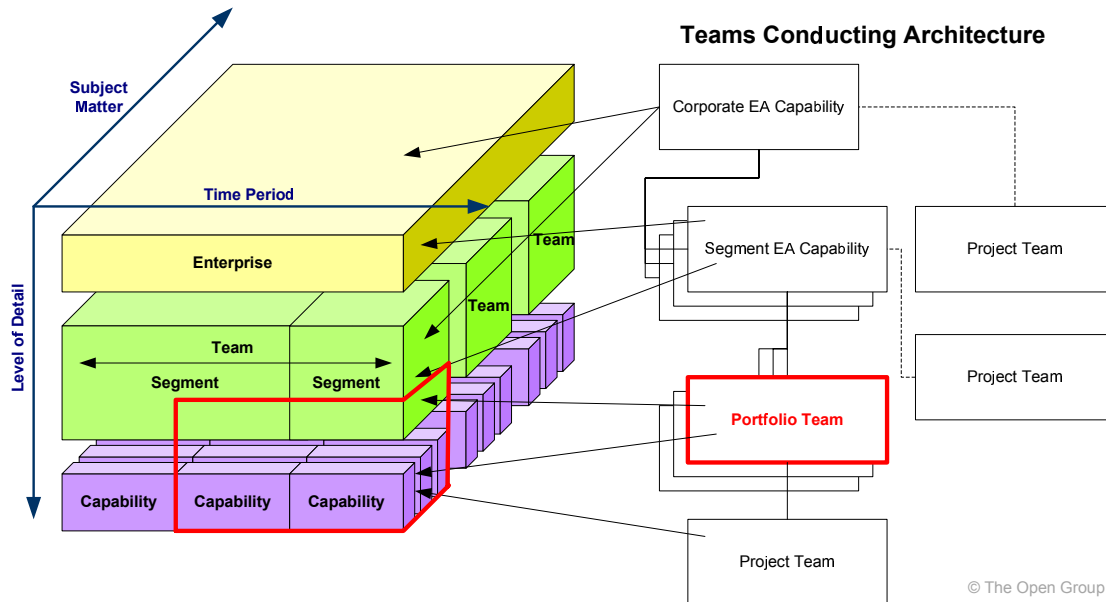 Teams Conducting Architecture
Subject
Matter
Corporate EA Capability
Time Period
Team
Segment EA Capability
Project Team
Enterprise
Level of Detail
Team
Team
Segment
Segment
Project Team
Portfolio Team
Capability
Capability
Capability
Project Team
© The Open Group